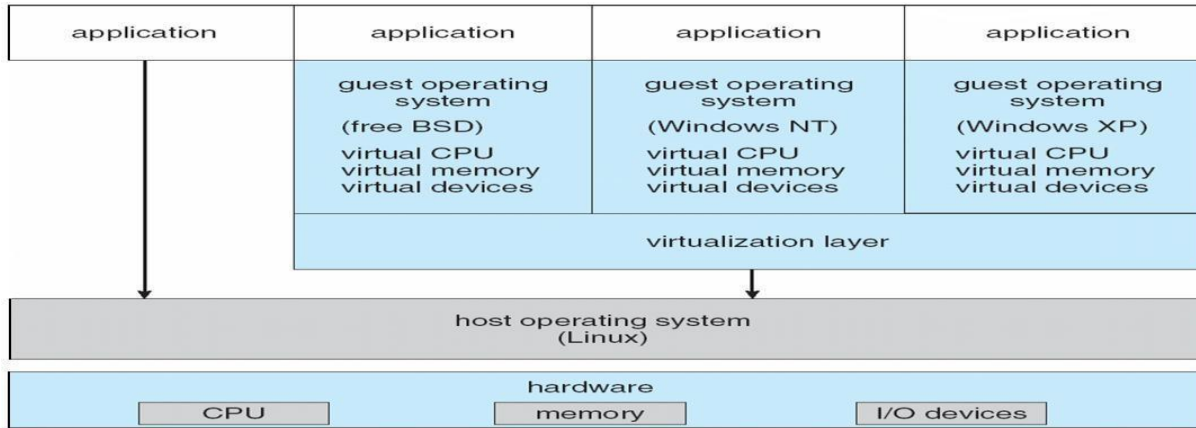 application
application
application
application
guest operating system
(free BSD)
virtual CPU
virtual memory
virtual devices
guest operating system
(Windows NT)
virtual CPU
virtual memory
virtual devices
guest operating system
(Windows XP)
virtual CPU
virtual memory
virtual devices
virtualization layer
host operating system
(Linux)
hardware
CPU
memory
I/O devices